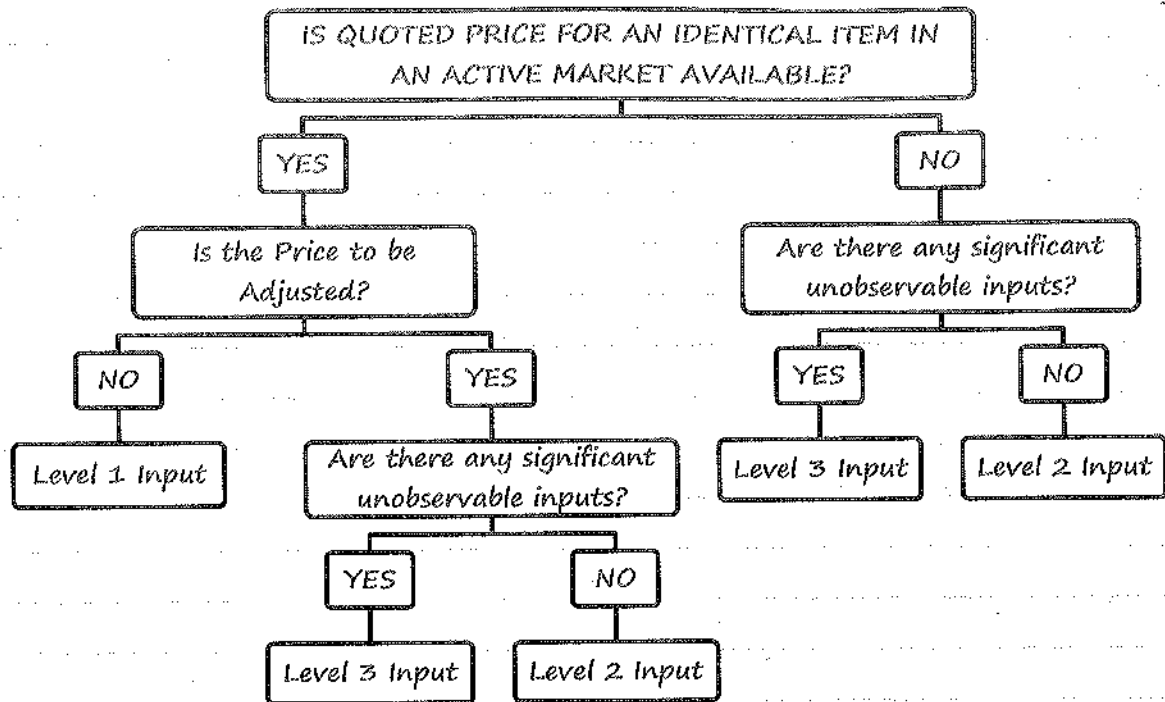 IS QUOTED PRICE FOR AN IDENTICAL ITEM IN
AN ACTIVE MARKET AVAILABLE?
YES
NO
Is the Price to be
Adjusted?
Are there any significant
unobservable inputs?
NO
YES
YES
NO
Level 1 Input
Are there any significant
unobservable inputs?
Level 3 Input
Level 2 Input
YES
NO
Level 3 Input
Level 2 Input